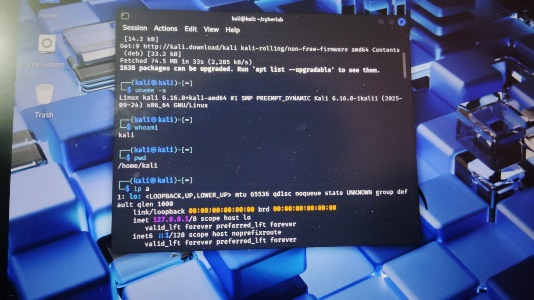 Home
File System
Trash
kali@kali: ~/cyberlab
Session Actions Edit View Help
[14.2 kB]
Get:9 http://kali.download/kali kali-rolling/non-free-firmware amd64 Contents
(deb) [33.2 kB]
Fetched 74.5 MB in 33s (2,285 kB/s)
1638 packages can be upgraded. Run 'apt list --upgradable' to see them.
(kali㉿kali)-[~]
$ uname -a
Linux kali 6.16.8+kali-amd64 #1 SMP PREEMPT_DYNAMIC Kali 6.16.8-1kali1 (2025-
09-24) x86_64 GNU/Linux
(kali㉿kali)-[~]
$ whoami
kali
(kali㉿kali)-[~]
$ pwd
/home/kali
(kali㉿kali)-[~]
$ ip a
1: lo: <LOOPBACK,UP,LOWER_UP> mtu 65536 qdisc noqueue state UNKNOWN group def
ault qlen 1000
link/loopback 00:00:00:00:00:00 brd 00:00:00:00:00:00
inet 127.0.0.1/8 scope host lo
valid_lft forever preferred_lft forever
inet6 ::1/128 scope host noprefixroute
valid_lft forever preferred_lft forever